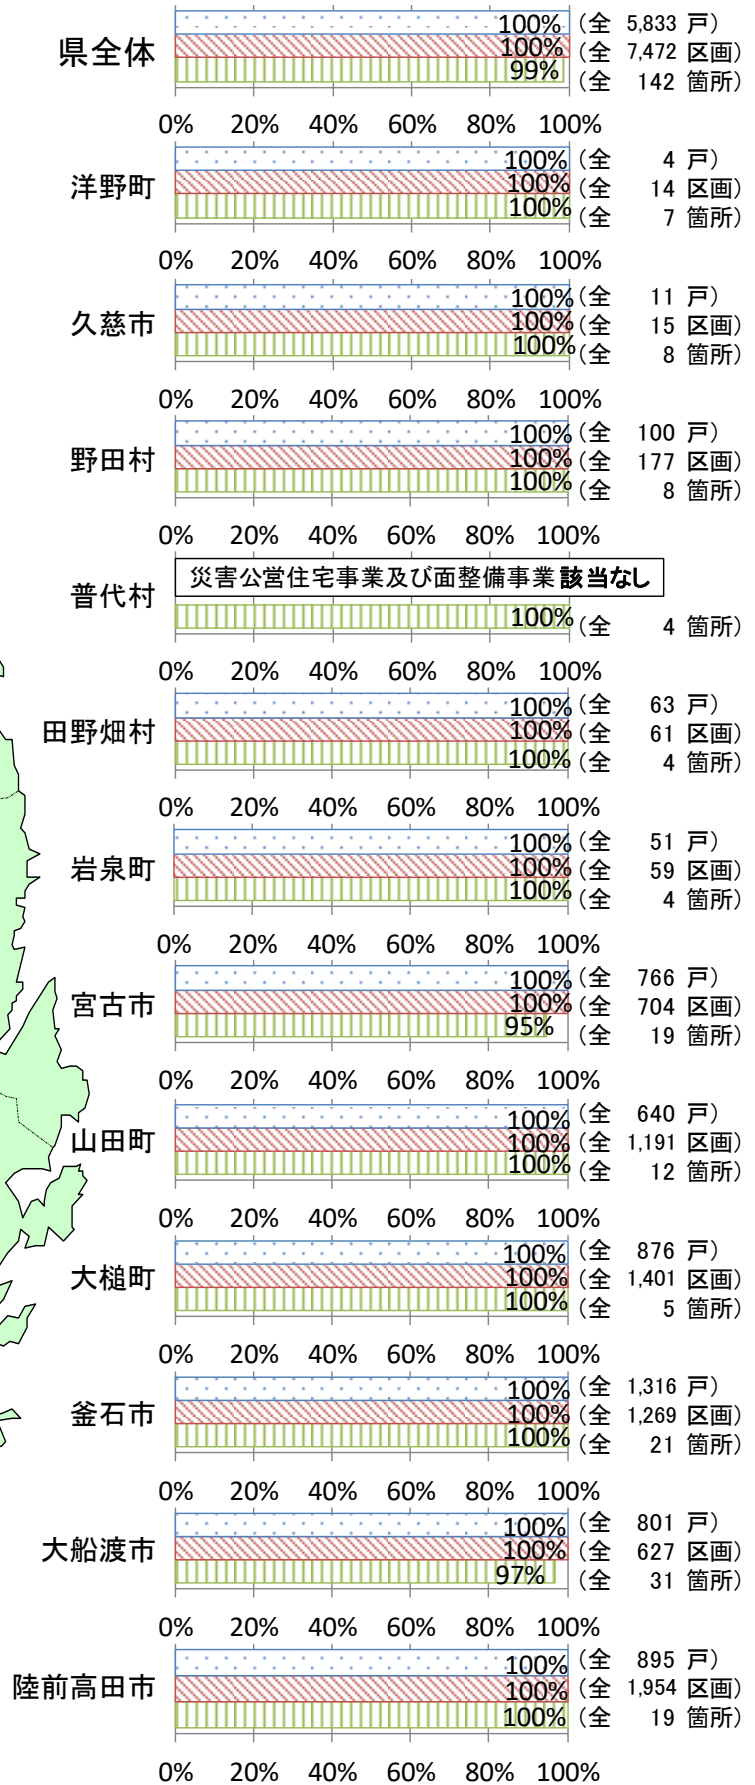 県全体
100% (全 5,833 戸)
100% (全 7,472 区画)
99% (全 142 箇所)
0% 20% 40% 60% 80% 100%
洋野町
100% (全 4 戸)
100% (全 14 区画)
100% (全 7 箇所)
0% 20% 40% 60% 80% 100%
久慈市
100% (全 11 戸)
100% (全 15 区画)
100% (全 8 箇所)
0% 20% 40% 60% 80% 100%
野田村
100% (全 100 戸)
100% (全 177 区画)
100% (全 8 箇所)
0% 20% 40% 60% 80% 100%
普代村
災害公営住宅事業及び面整備事業 該当なし
100% (全 4 箇所)
0% 20% 40% 60% 80% 100%
田野畑村
100% (全 63 戸)
100% (全 61 区画)
100% (全 4 箇所)
0% 20% 40% 60% 80% 100%
岩泉町
100% (全 51 戸)
100% (全 59 区画)
100% (全 4 箇所)
0% 20% 40% 60% 80% 100%
宮古市
100% (全 766 戸)
100% (全 704 区画)
95% (全 19 箇所)
0% 20% 40% 60% 80% 100%
山田町
100% (全 640 戸)
100% (全 1,191 区画)
100% (全 12 箇所)
0% 20% 40% 60% 80% 100%
大槌町
100% (全 876 戸)
100% (全 1,401 区画)
100% (全 5 箇所)
0% 20% 40% 60% 80% 100%
釜石市
100% (全 1,316 戸)
100% (全 1,269 区画)
100% (全 21 箇所)
0% 20% 40% 60% 80% 100%
大船渡市
100% (全 801 戸)
100% (全 627 区画)
97% (全 31 箇所)
0% 20% 40% 60% 80% 100%
陸前高田市
100% (全 895 戸)
100% (全 1,954 区画)
100% (全 19 箇所)
0% 20% 40% 60% 80% 100%